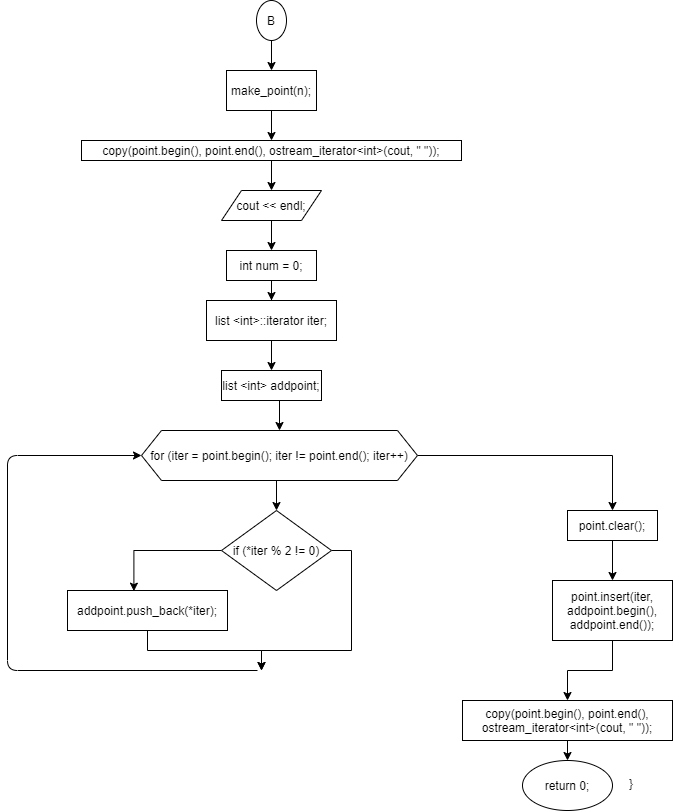 B
make_point(n);
copy(point.begin(), point.end(), ostream_iterator<int>(cout, " "));
cout << endl;
int num = 0;
list <int>::iterator iter;
list <int> addpoint;
for (iter = point.begin(); iter != point.end(); iter++)
if (*iter % 2 != 0)
addpoint.push_back(*iter);
point.clear();
point.insert(iter,
addpoint.begin(),
addpoint.end());
copy(point.begin(), point.end(),
ostream_iterator<int>(cout, " "));
return 0;
}